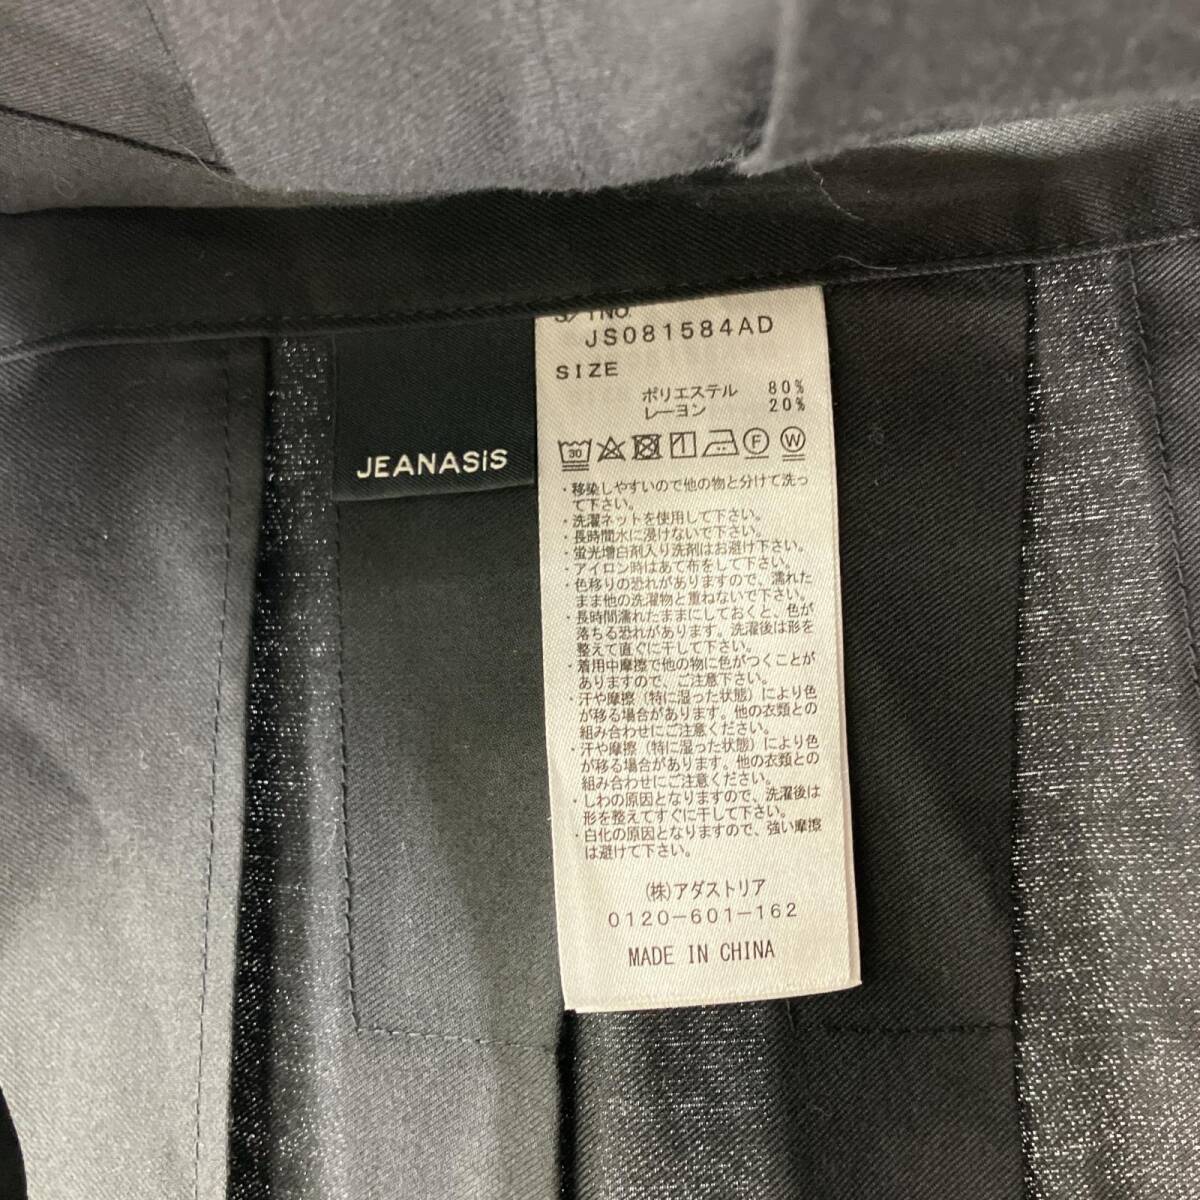 S/TNO.
JS081584AD
SIZE
ポリエステル 80%
レーヨン 20%
30 1 F W
JEANASiS
・移染しやすいので他の物と分けて洗っ
て下さい。
・洗濯ネットを使用して下さい。
・長時間水に浸けないで下さい。
・蛍光増白剤入り洗剤はお避け下さい。
・アイロン時はあて布をして下さい。
・色移りの恐れがありますので、濡れた
まま他の洗濯物と重ねないで下さい。
・長時間濡れたままにしておくと、色が
落ちる恐れがあります。洗濯後は形を
整えて直ぐに干して下さい。
・着用中摩擦で他の物に色がつくことが
ありますので、ご注意下さい。
・汗や摩擦（特に湿った状態）により色
が移る場合があります。他の衣類との
組み合わせにご注意ください。
・汗や摩擦（特に湿った状態）により色
が移る場合があります。他の衣類との
組み合わせにご注意ください。
・しわの原因となりますので、洗濯後は
形を整えてすぐに干して下さい。
・白化の原因となりますので、強い摩擦
は避けて下さい。
(株)アダストリア
0120-601-162
MADE IN CHINA